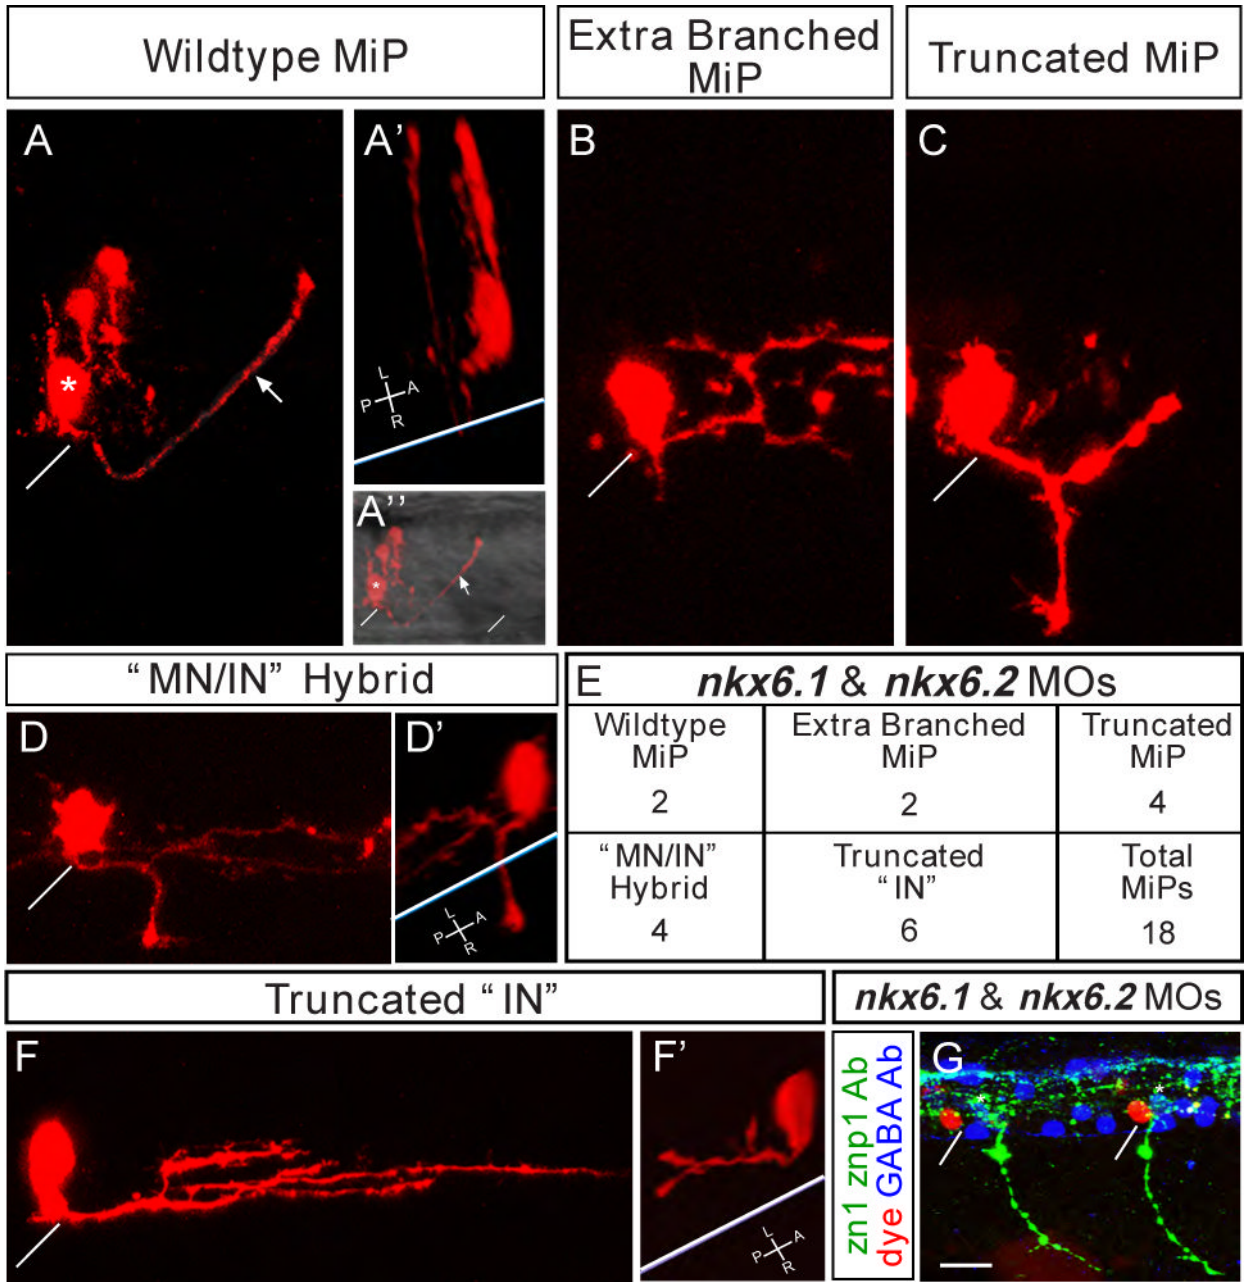 Wildtype MiP
Extra Branched
MiP
Truncated MiP
A
A’
L
P
A
R
A’’
B
C
*
*
“MN/IN” Hybrid
D
D’
L
P
A
R
E
nkx6.1 & nkx6.2 MOs
Wildtype
MiP
2
Extra Branched
MiP
2
Truncated
MiP
4
“MN/IN”
Hybrid
4
Truncated
“IN”
6
Total
MiPs
18
Truncated “IN”
F
F’
L
P
A
R
nkx6.1 & nkx6.2 MOs
zn1 znp1 Ab
dye GABA Ab
G
*
*